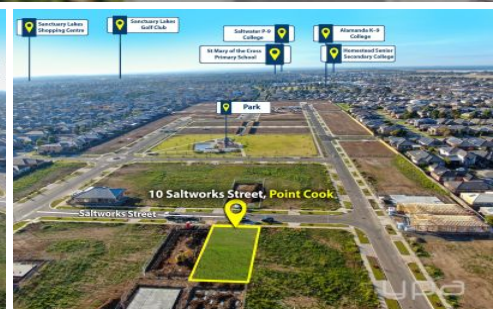 Sanctuary Lakes
Shopping Centre
Sanctuary Lakes
Golf Club
Saltwater P-9
College
Alamanda K-9
College
St Mary of the Cross
Primary School
Homestead Senior
Secondary College
Park
10 Saltworks Street, Point Cook
Saltworks Street
ypa